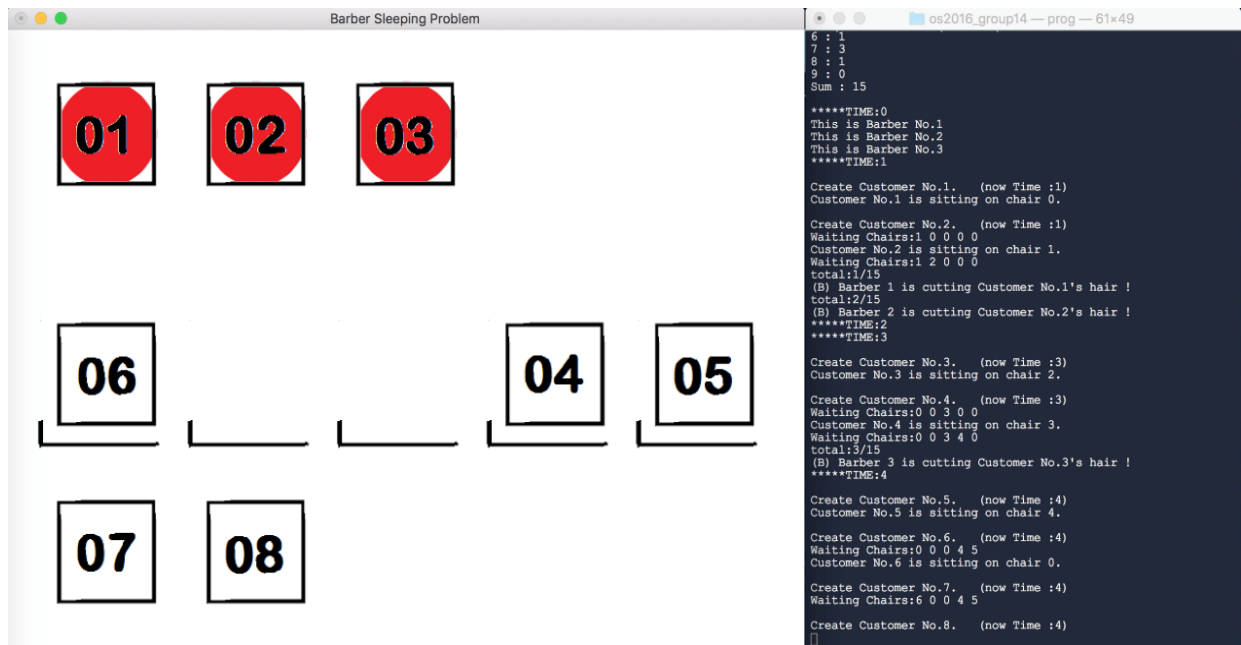 Barber Sleeping Problem
01 02 03
06 04 05
07 08
os2016_group14 — prog — 61×49
6 : 1
7 : 3
8 : 1
9 : 0
Sum : 15
*****TIME:0
This is Barber No.1
This is Barber No.2
This is Barber No.3
*****TIME:1
Create Customer No.1.   (now Time :1)
Customer No.1 is sitting on chair 0.
Create Customer No.2.   (now Time :1)
Waiting Chairs:1 0 0 0 0
Customer No.2 is sitting on chair 1.
Waiting Chairs:1 2 0 0 0
total:1/15
(B) Barber 1 is cutting Customer No.1's hair !
total:2/15
(B) Barber 2 is cutting Customer No.2's hair !
*****TIME:2
*****TIME:3
Create Customer No.3.   (now Time :3)
Customer No.3 is sitting on chair 2.
Create Customer No.4.   (now Time :3)
Waiting Chairs:0 0 3 0 0
Customer No.4 is sitting on chair 3.
Waiting Chairs:0 0 3 4 0
total:3/15
(B) Barber 3 is cutting Customer No.3's hair !
*****TIME:4
Create Customer No.5.   (now Time :4)
Customer No.5 is sitting on chair 4.
Create Customer No.6.   (now Time :4)
Waiting Chairs:0 0 0 4 5
Customer No.6 is sitting on chair 0.
Create Customer No.7.   (now Time :4)
Waiting Chairs:6 0 0 4 5
Create Customer No.8.   (now Time :4)